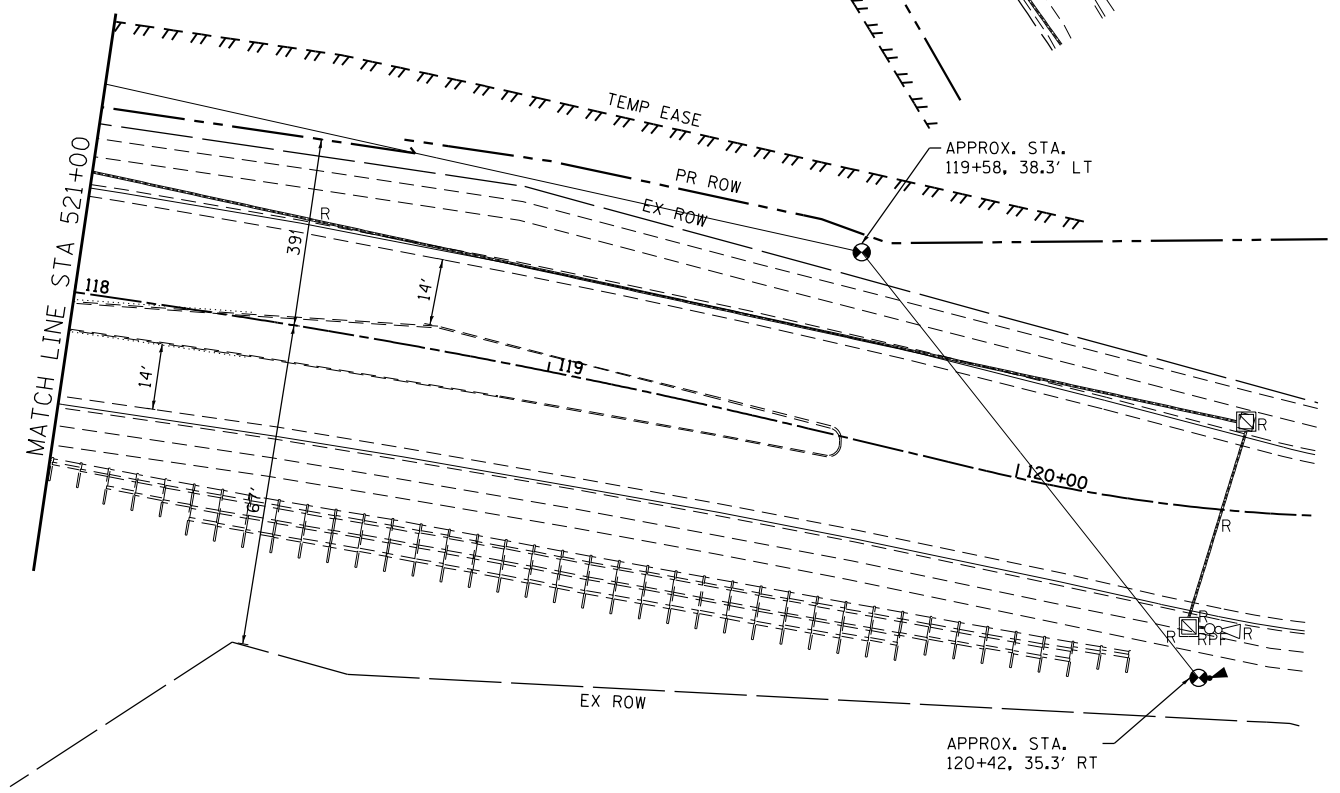 TEMP EASE
APPROX. STA.
119+58, 38.3' LT
PR ROW
EX ROW
MATCH LINE STA 521+00
R
39'
14'
118
119
14'
67'
120+00
R
R
R
R
RPF
R
EX ROW
APPROX. STA.
120+42, 35.3' RT